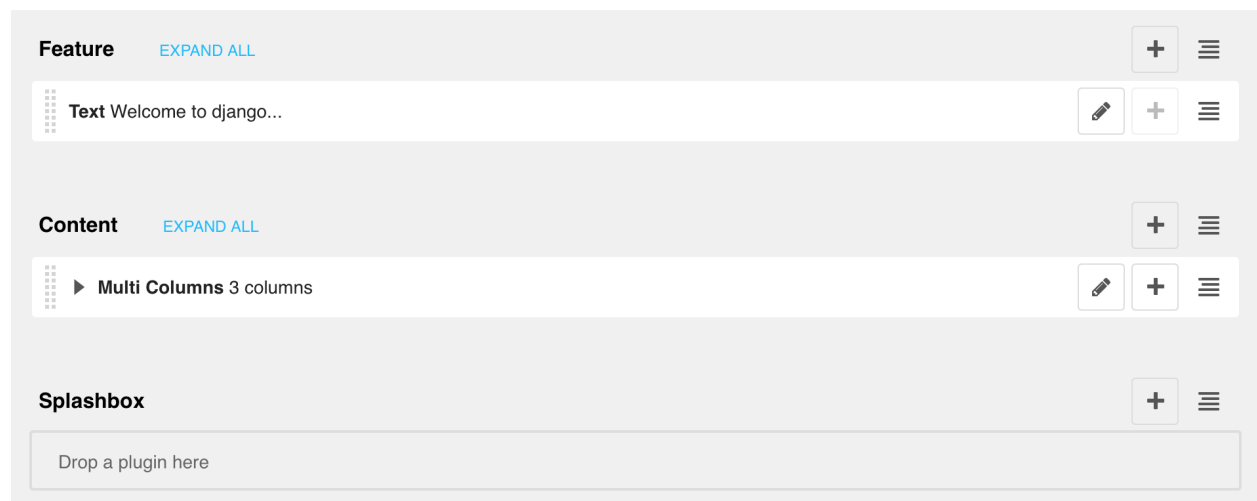 Feature EXPAND ALL
Text Welcome to django...
Content EXPAND ALL
Multi Columns 3 columns
Splashbox
Drop a plugin here